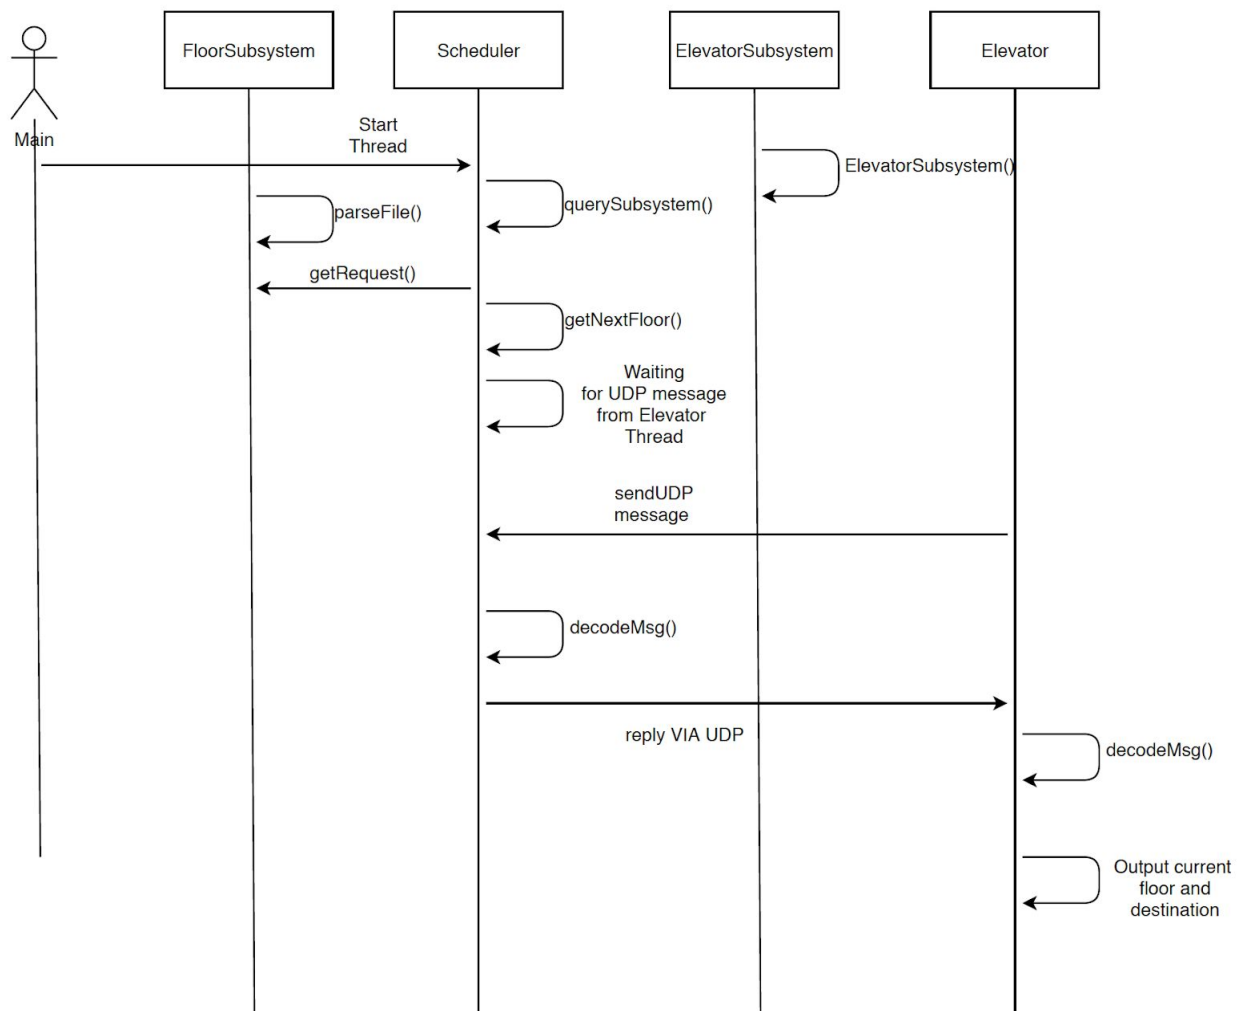 FloorSubsystem
Scheduler
ElevatorSubsystem
Elevator
Main
Start
Thread
ElevatorSubsystem()
parseFile()
querySubsystem()
getRequest()
getNextFloor()
Waiting
for UDP message
from Elevator
Thread
sendUDP
message
decodeMsg()
reply VIA UDP
decodeMsg()
Output current
floor and
destination